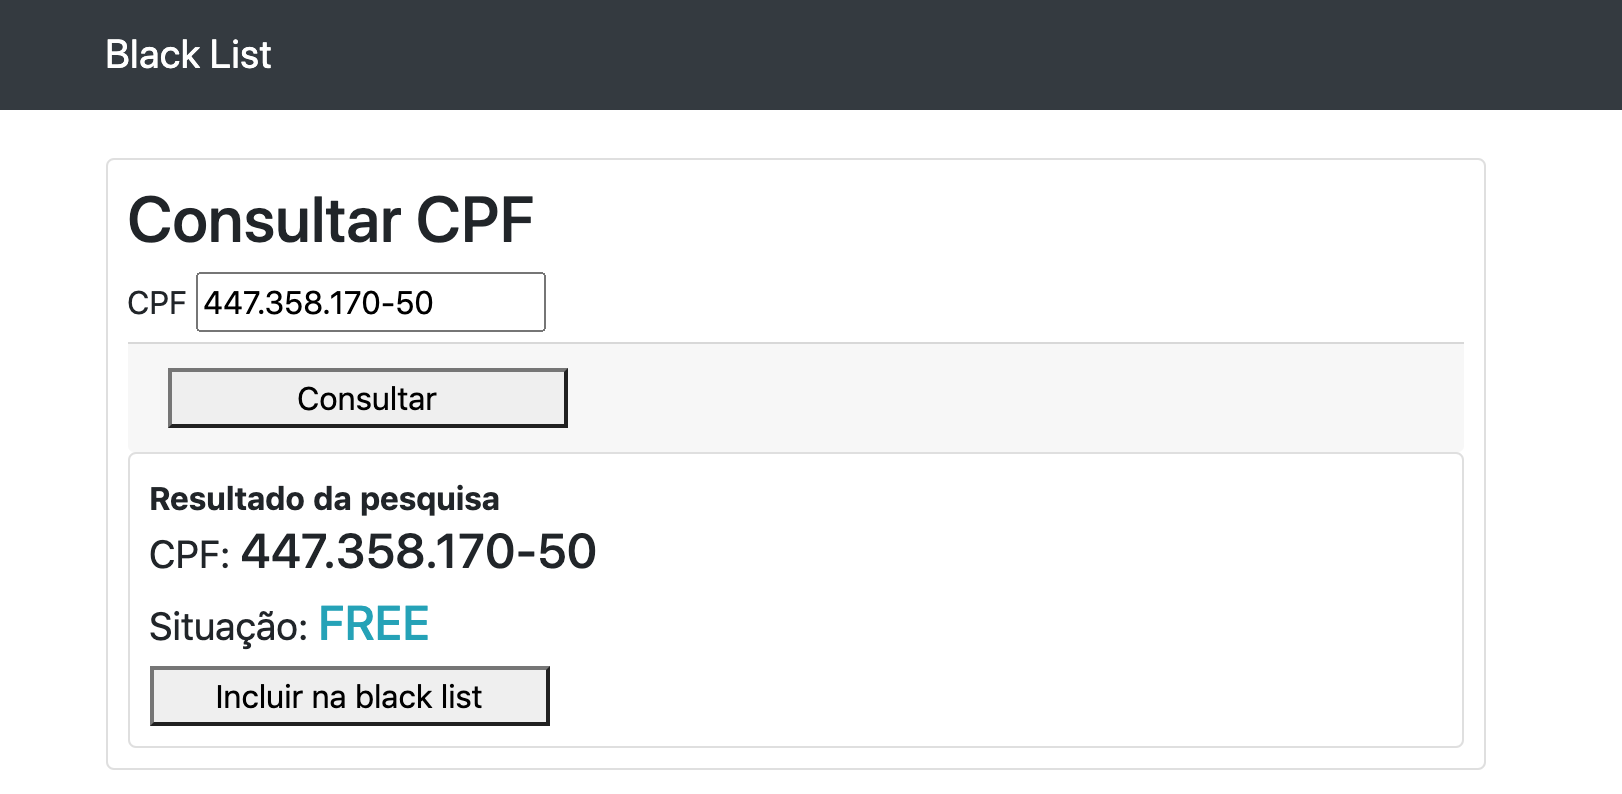 Black List
Consultar CPF
CPF 447.358.170-50
Consultar
Resultado da pesquisa
CPF: 447.358.170-50
Situação: FREE
Incluir na black list